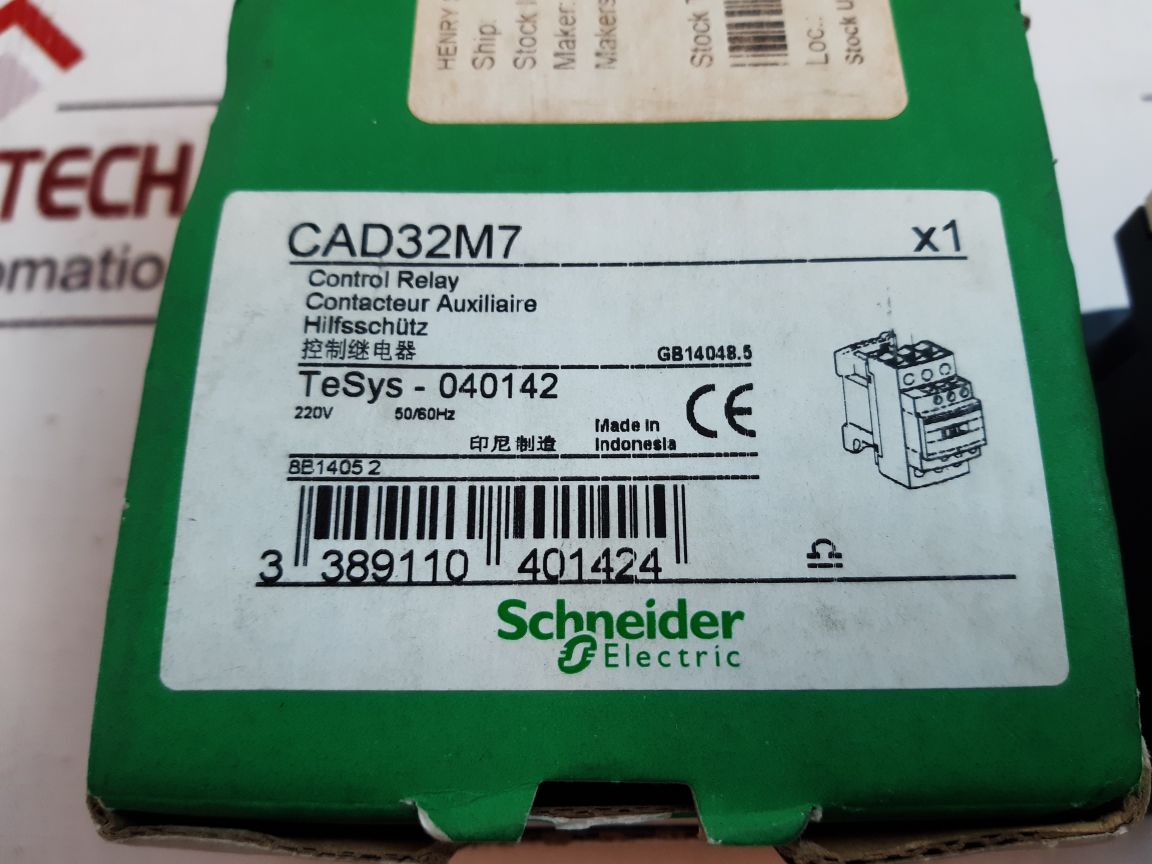 HENRY
Ship:
Stock
Maker:
Makers
Stock
Loc.:
Stock
TECH
omatio
CAD32M7 x1
Control Relay
Contacteur Auxiliaire
Hilfsschütz
控制继电器 GB14048.5
TeSys - 040142
220V 50/60Hz
印尼制造 Made in Indonesia CE
8B1405 2
3 389110 401424
Schneider
Electric